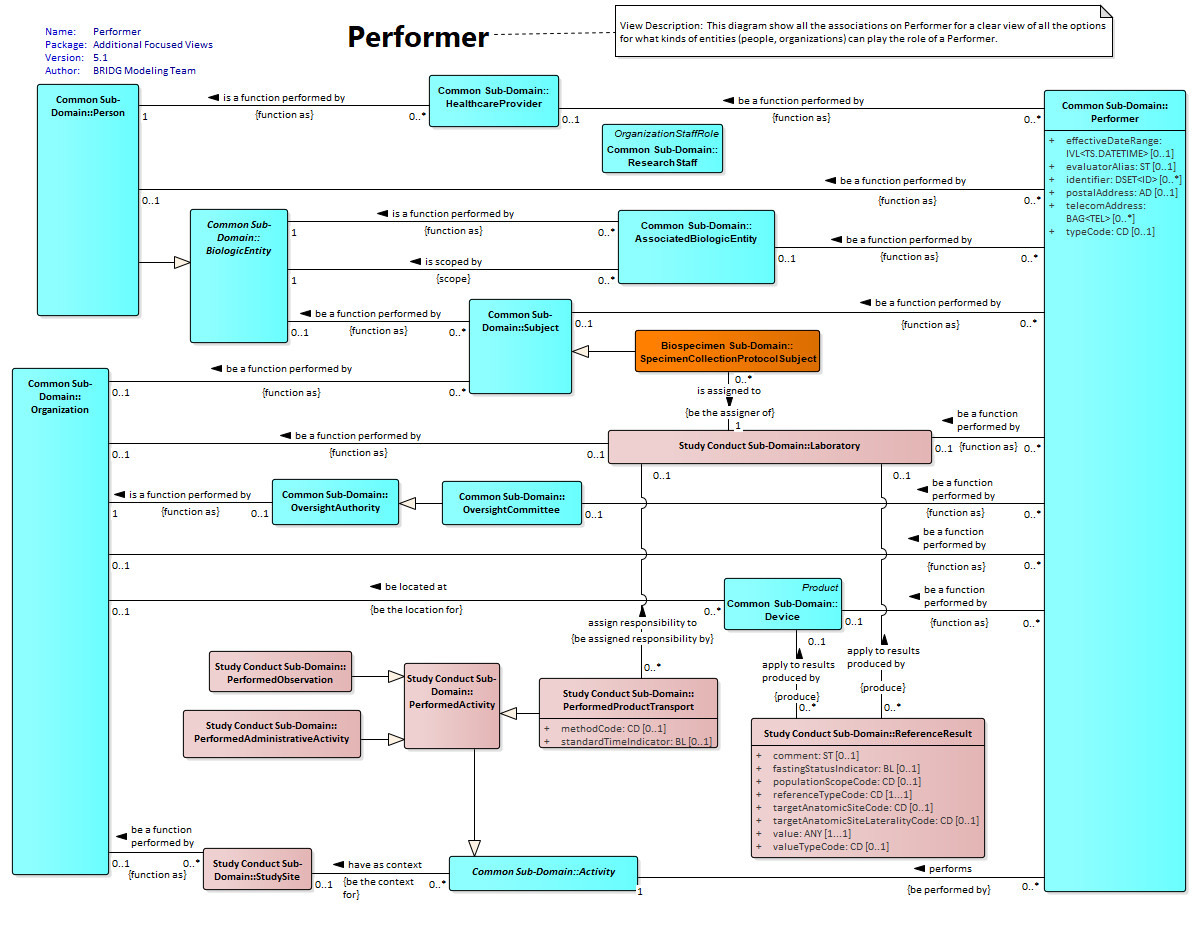 Name: Performer
Package: Additional Focused Views
Version: 5.1
Author: BRIDG Modeling Team
Performer
View Description: This diagram show all the associations on Performer for a clear view of all the options
for what kinds of entities (people, organizations) can play the role of a Performer.
Common Sub-
Domain::Person
Common Sub-Domain::
HealthcareProvider
Common Sub-Domain::
Performer
+ effectiveDateRange:
IVL<TS.DATETIME> [0..1]
+ evaluatorAlias: ST [0..1]
+ identifier: DSET<ID> [0..*]
+ postalAddress: AD [0..1]
+ telecomAddress:
BAG<TEL> [0..*]
+ typeCode: CD [0..1]
is a function performed by
{function as}
1
0..*
be a function performed by
{function as}
0..1
0..*
OrganizationStaffRole
Common Sub-Domain::
ResearchStaff
be a function performed by
{function as}
0..1
0..*
Common Sub-
Domain::
BiologicEntity
is a function performed by
{function as}
1
0..*
Common Sub-Domain::
AssociatedBiologicEntity
be a function performed by
{function as}
0..1
0..*
is scoped by
{scope}
1
0..*
be a function performed by
{function as}
0..1
0..*
Common Sub-
Domain::Subject
be a function performed by
{function as}
0..1
0..*
Biospecimen Sub-Domain::
SpecimenCollectionProtocolSubject
0..*
is assigned to
{be the assigner of}
1
Common Sub-
Domain::
Organization
be a function performed by
{function as}
0..1
0..*
be a function performed by
{function as}
0..1
0..1
Study Conduct Sub-Domain::Laboratory
be a function
performed by
{function as}
0..1
0..*
0..1
0..1
is a function performed by
{function as}
1
0..1
Common Sub-Domain::
OversightAuthority
Common Sub-Domain::
OversightCommittee
be a function
performed by
{function as}
0..1
0..*
be a function
performed by
{function as}
0..1
0..*
be located at
{be the location for}
0..1
0..*
Product
Common Sub-Domain::
Device
be a function
performed by
{function as}
0..1
0..*
assign responsibility to
{be assigned responsibility by}
0..*
0..1
apply to results
produced by
{produce}
0..*
apply to results
produced by
{produce}
0..*
Study Conduct Sub-Domain::
PerformedObservation
Study Conduct Sub-Domain::
PerformedAdministrativeActivity
Study Conduct Sub-
Domain::
PerformedActivity
Study Conduct Sub-Domain::
PerformedProductTransport
+ methodCode: CD [0..1]
+ standardTimeIndicator: BL [0..1]
Study Conduct Sub-Domain::ReferenceResult
+ comment: ST [0..1]
+ fastingStatusIndicator: BL [0..1]
+ populationScopeCode: CD [0..1]
+ referenceTypeCode: CD [1...1]
+ targetAnatomicSiteCode: CD [0..1]
+ targetAnatomicSiteLateralityCode: CD [0..1]
+ value: ANY [1...1]
+ valueTypeCode: CD [0..1]
be a function
performed by
{function as}
0..1
0..*
Study Conduct Sub-
Domain::StudySite
have as context
{be the context
for}
0..1
0..*
Common Sub-Domain::Activity
performs
{be performed by}
1
0..*